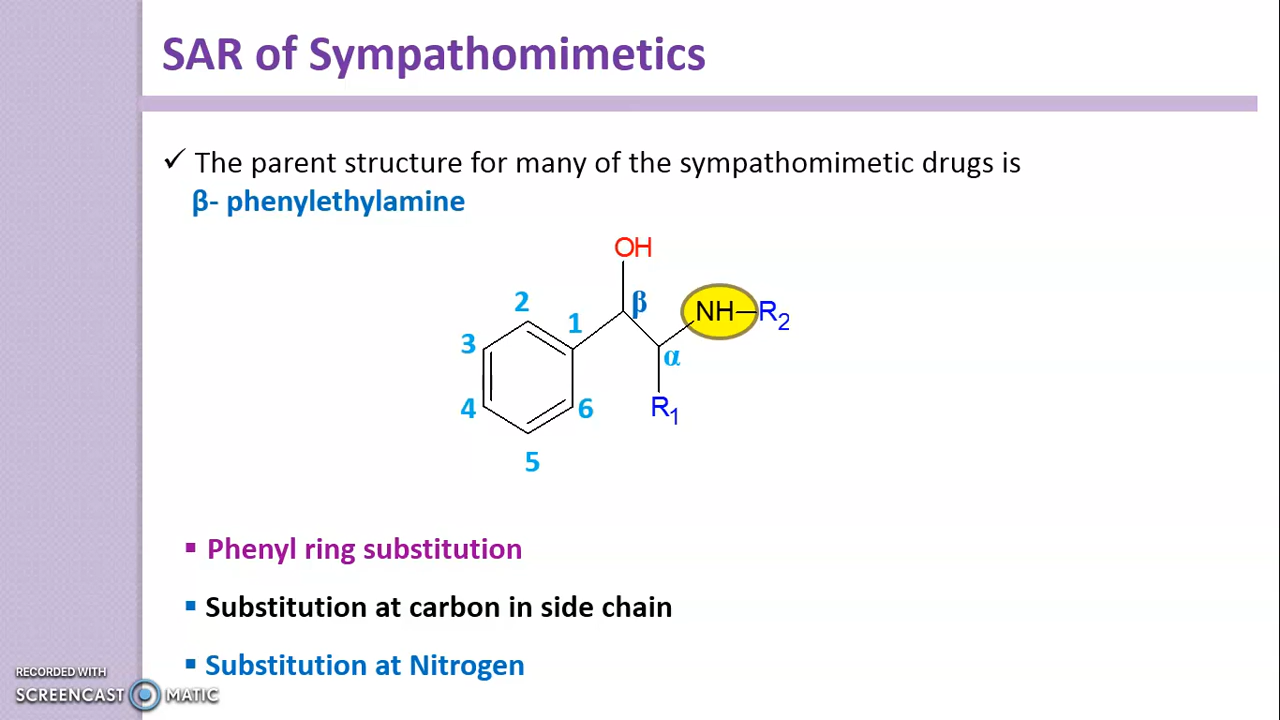 SAR of Sympathomimetics
✓ The parent structure for many of the sympathomimetic drugs is
β- phenylethylamine
OH
2
β
NH—R2
1
3
α
4
6
R1
5
▪ Phenyl ring substitution
▪ Substitution at carbon in side chain
▪ Substitution at Nitrogen
RECORDED WITH
SCREENCAST MATIC